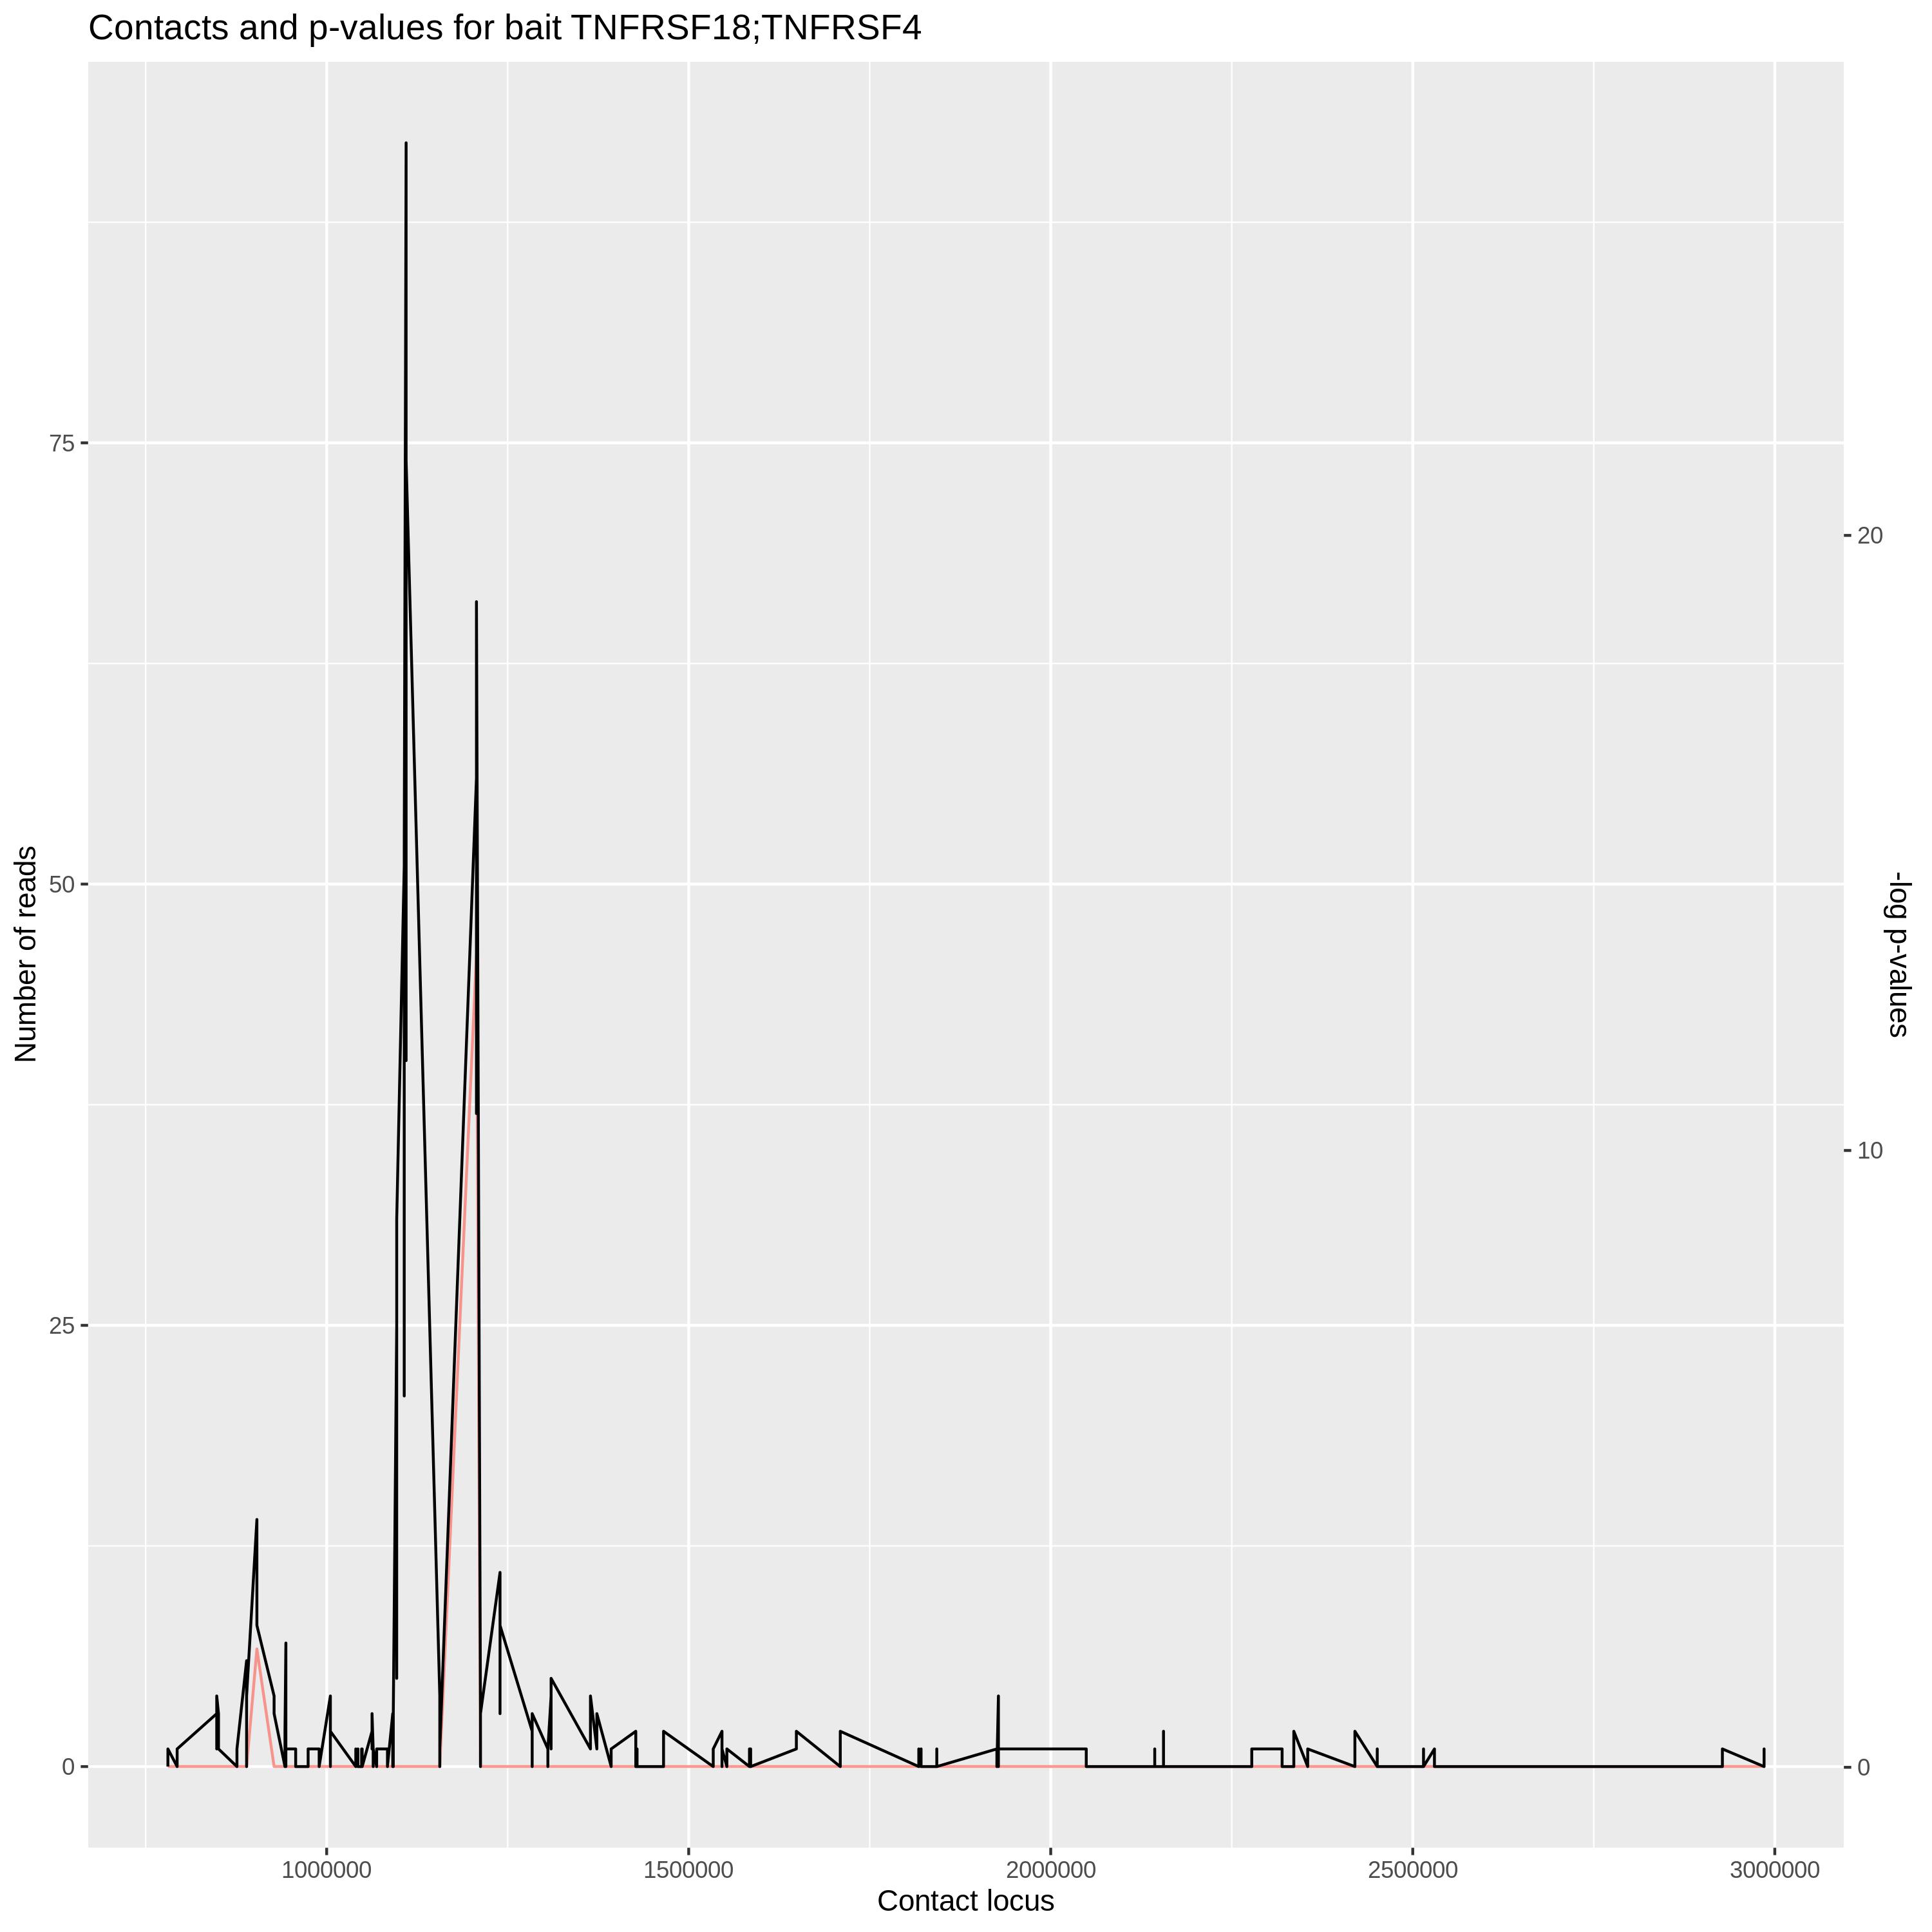 Contacts and p-values for bait TNFRSF18;TNFRSF4
75
50
25
0
Number of reads
20
10
0
-log p-values
1000000 1500000 2000000 2500000 3000000
Contact locus